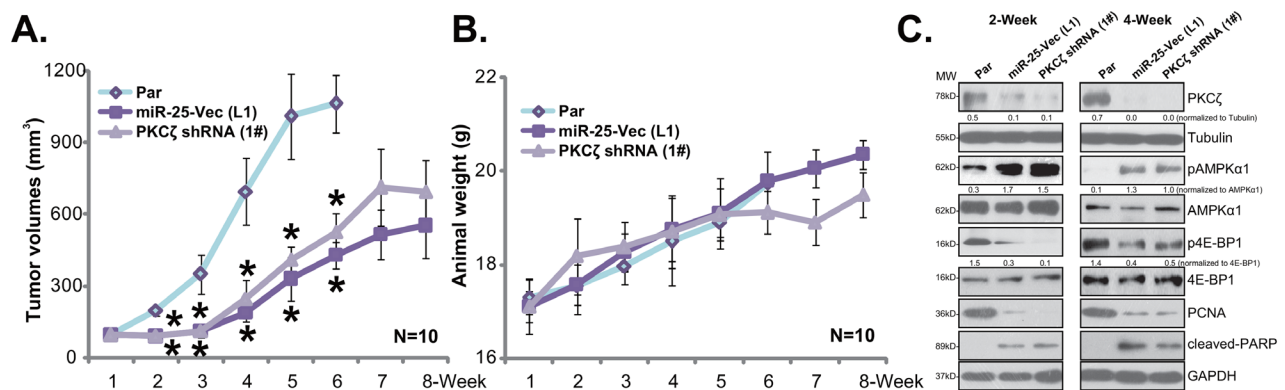 A.
Tumor volumes (mm³)
1200
900
600
300
0
Par
miR-25-Vec (L1)
PKCζ shRNA (1#)
* * * * * *
* * * *
N=10
1 2 3 4 5 6 7 8-Week
B.
Animal weight (g)
22
20
18
16
Par
miR-25-Vec (L1)
PKCζ shRNA (1#)
N=10
1 2 3 4 5 6 7 8-Week
C.
2-Week 4-Week
MW Par miR-25-Vec (L1) PKCζ shRNA (1#) Par miR-25-Vec (L1) PKCζ shRNA (1#)
78kD- PKCζ
0.5 0.1 0.1 0.7 0.0 0.0 (normalized to Tubulin)
55kD- Tubulin
62kD- pAMPKα1
0.3 1.7 1.5 0.1 1.3 1.0 (normalized to AMPKα1)
62kD- AMPKα1
16kD- p4E-BP1
1.5 0.3 0.1 1.4 0.4 0.5 (normalized to 4E-BP1)
16kD- 4E-BP1
36kD- PCNA
89kD- cleaved-PARP
37kD- GAPDH